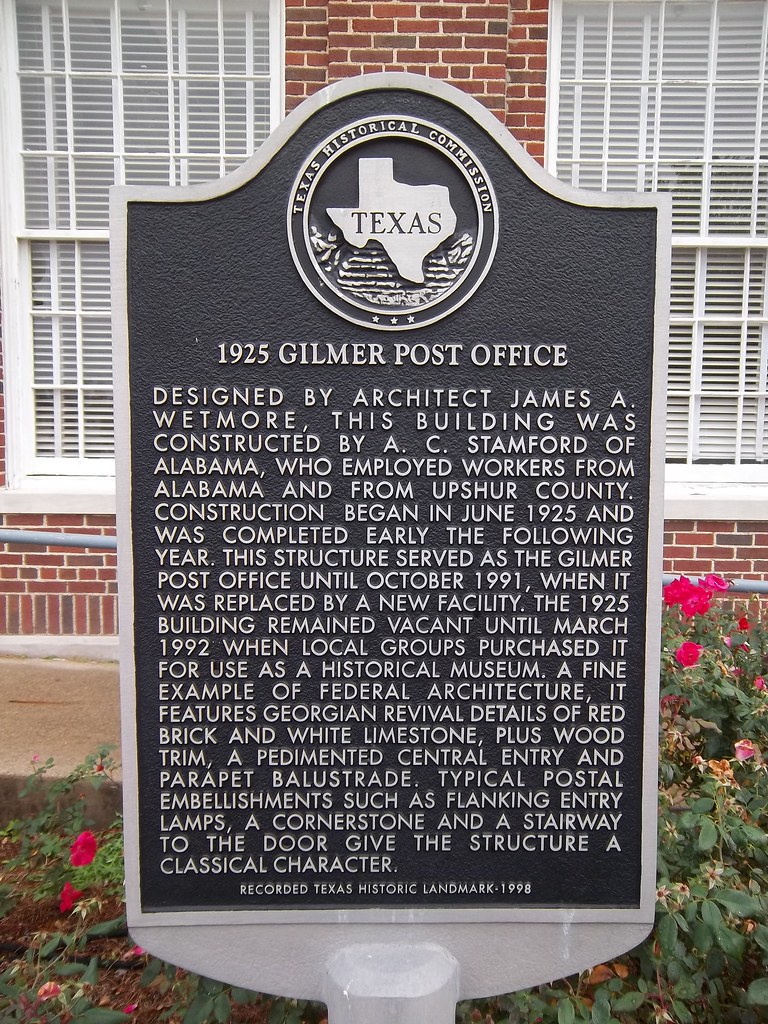 TEXAS HISTORICAL COMMISSION
TEXAS
1925 GILMER POST OFFICE
DESIGNED BY ARCHITECT JAMES A.
WETMORE, THIS BUILDING WAS
CONSTRUCTED BY A. C. STAMFORD OF
ALABAMA, WHO EMPLOYED WORKERS FROM
ALABAMA AND FROM UPSHUR COUNTY.
CONSTRUCTION BEGAN IN JUNE 1925 AND
WAS COMPLETED EARLY THE FOLLOWING
YEAR. THIS STRUCTURE SERVED AS THE GILMER
POST OFFICE UNTIL OCTOBER 1991, WHEN IT
WAS REPLACED BY A NEW FACILITY. THE 1925
BUILDING REMAINED VACANT UNTIL MARCH
1992 WHEN LOCAL GROUPS PURCHASED IT
FOR USE AS A HISTORICAL MUSEUM. A FINE
EXAMPLE OF FEDERAL ARCHITECTURE, IT
FEATURES GEORGIAN REVIVAL DETAILS OF RED
BRICK AND WHITE LIMESTONE, PLUS WOOD
TRIM, A PEDIMENTED CENTRAL ENTRY AND
PARAPET BALUSTRADE. TYPICAL POSTAL
EMBELLISHMENTS SUCH AS FLANKING ENTRY
LAMPS, A CORNERSTONE AND A STAIRWAY
TO THE DOOR GIVE THE STRUCTURE A
CLASSICAL CHARACTER.
RECORDED TEXAS HISTORIC LANDMARK-1998